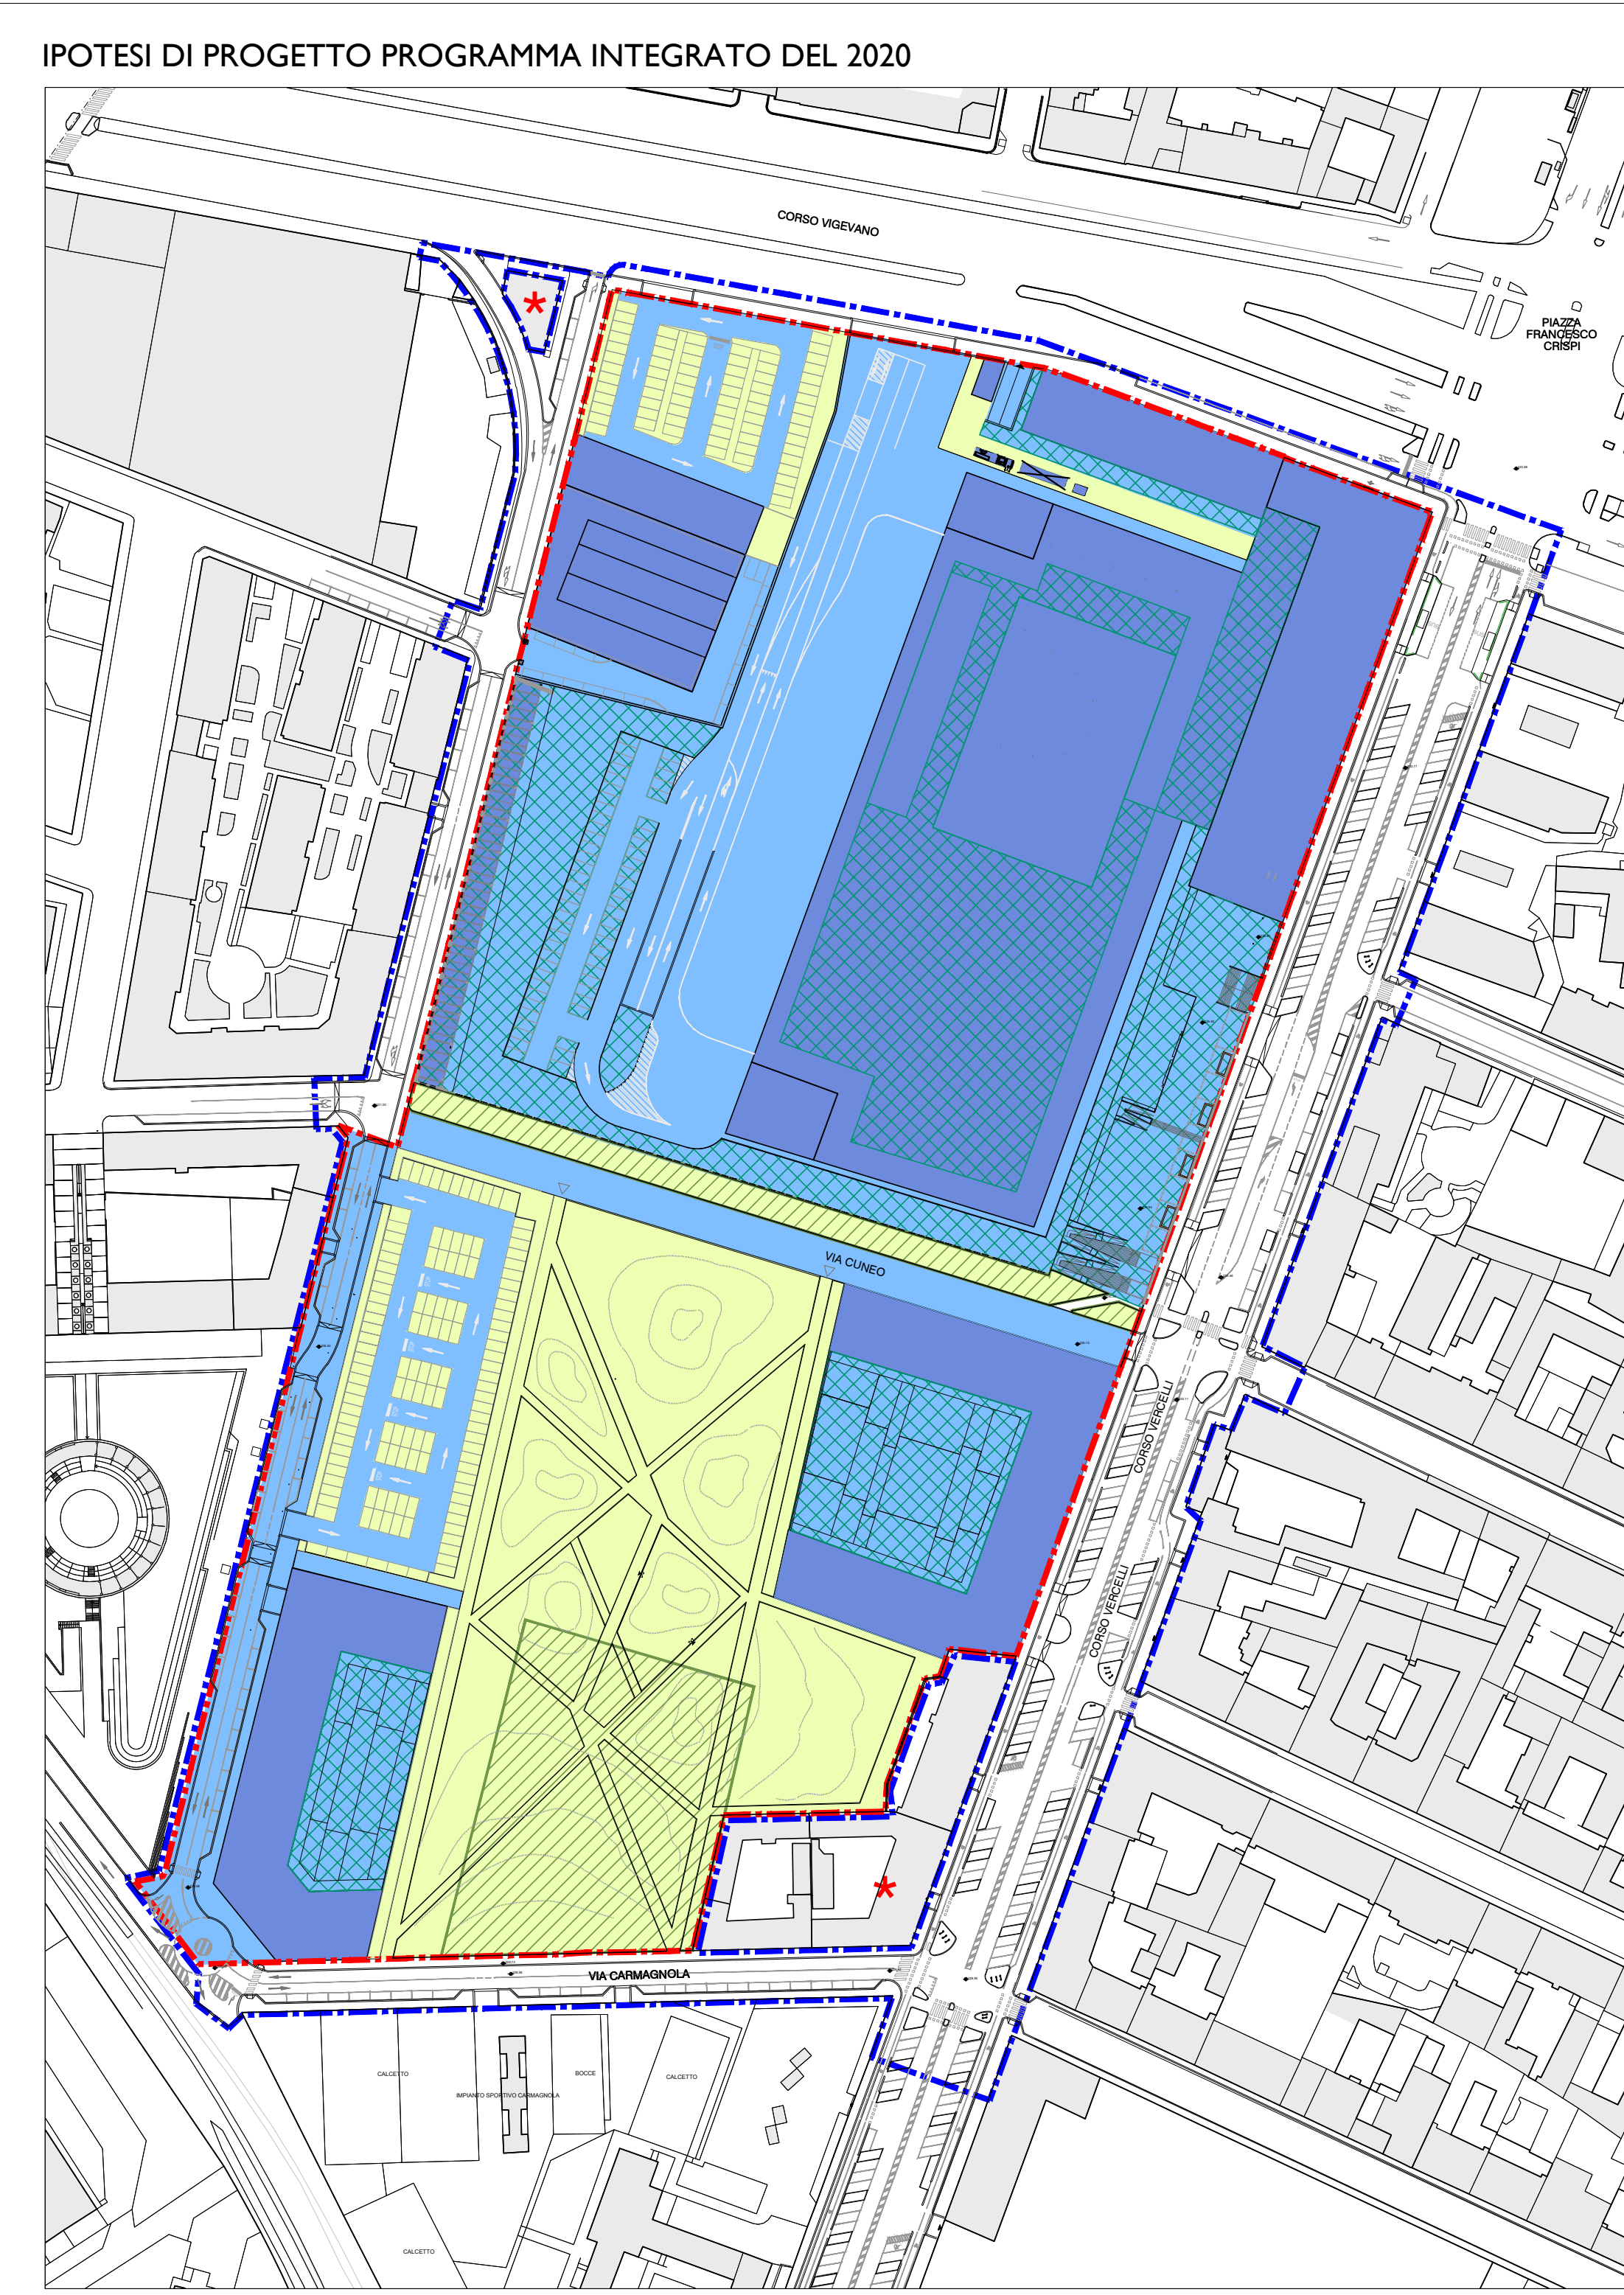 IPOTESI DI PROGETTO PROGRAMMA INTEGRATO DEL 2020
CORSO VIGEVANO
PIAZZA
FRANCESCO
CRISPI
*
VIA CUNEO
CORSO VERCELLI
CORSO VERCELLI
*
VIA CARMAGNOLA
CALCETTO
BOCCE
CALCETTO
IMPIANTO SPORTIVO CARMAGNOLA
CALCETTO